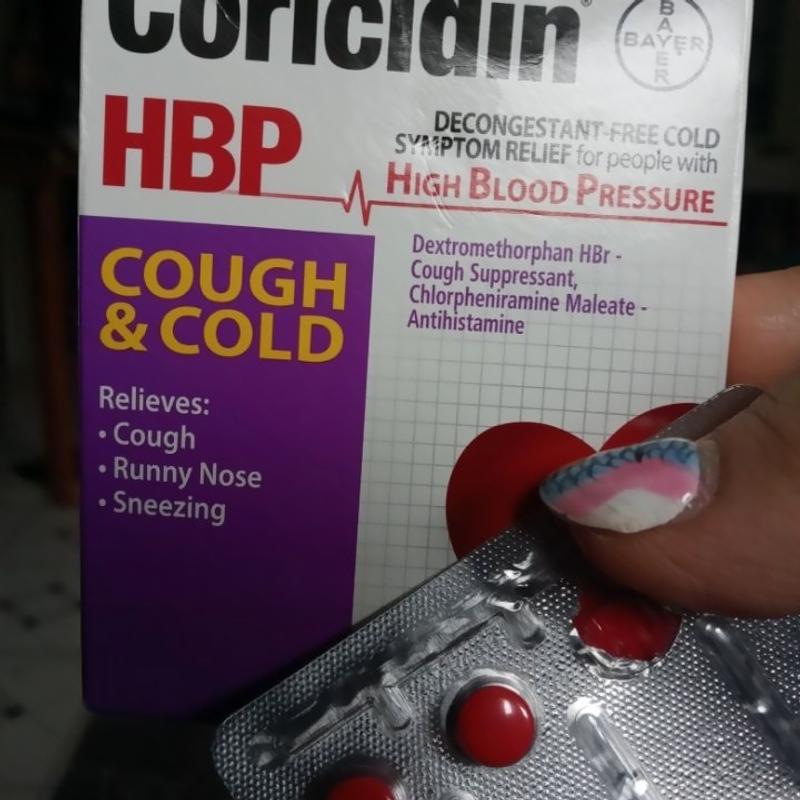 Coricidin®
BAYER
BAYER
HBP
DECONGESTANT-FREE COLD
SYMPTOM RELIEF for people with
HIGH BLOOD PRESSURE
COUGH
& COLD
Dextromethorphan HBr -
Cough Suppressant,
Chlorpheniramine Maleate -
Antihistamine
Relieves:
• Cough
• Runny Nose
• Sneezing